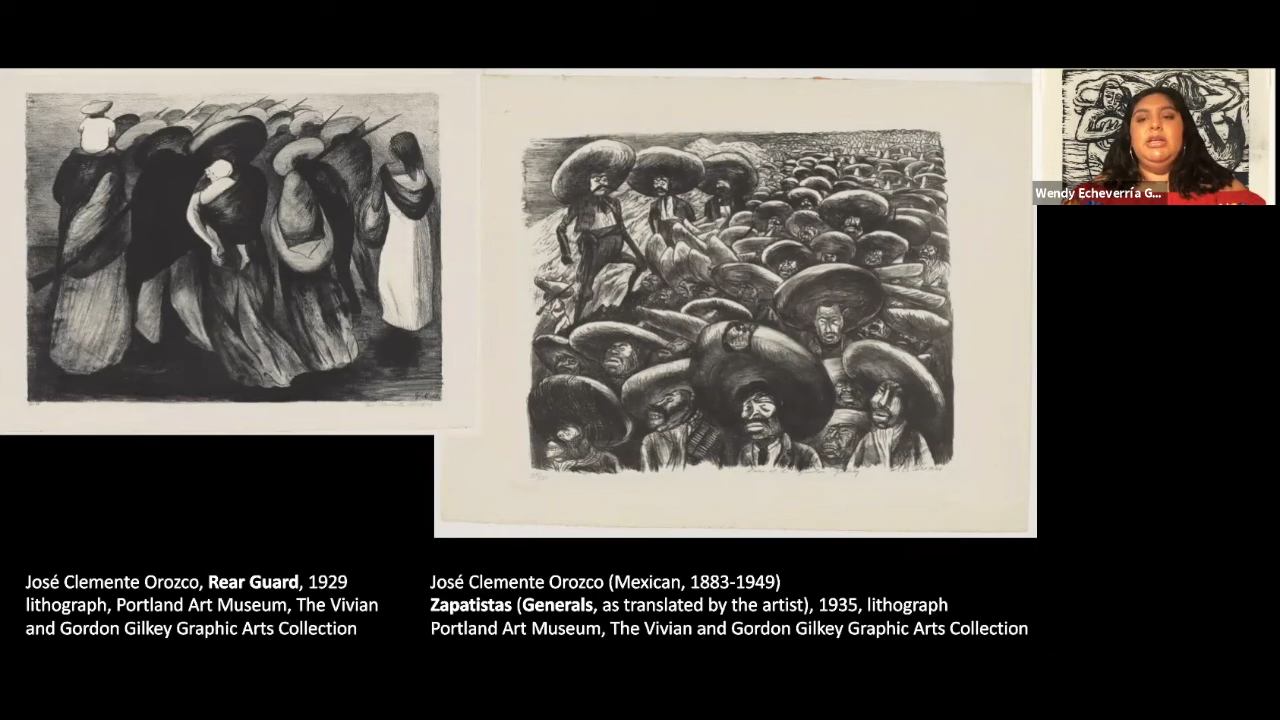 Wendy Echeverría G...
José Clemente Orozco, Rear Guard, 1929
lithograph, Portland Art Museum, The Vivian
and Gordon Gilkey Graphic Arts Collection
José Clemente Orozco (Mexican, 1883-1949)
Zapatistas (Generals, as translated by the artist), 1935, lithograph
Portland Art Museum, The Vivian and Gordon Gilkey Graphic Arts Collection